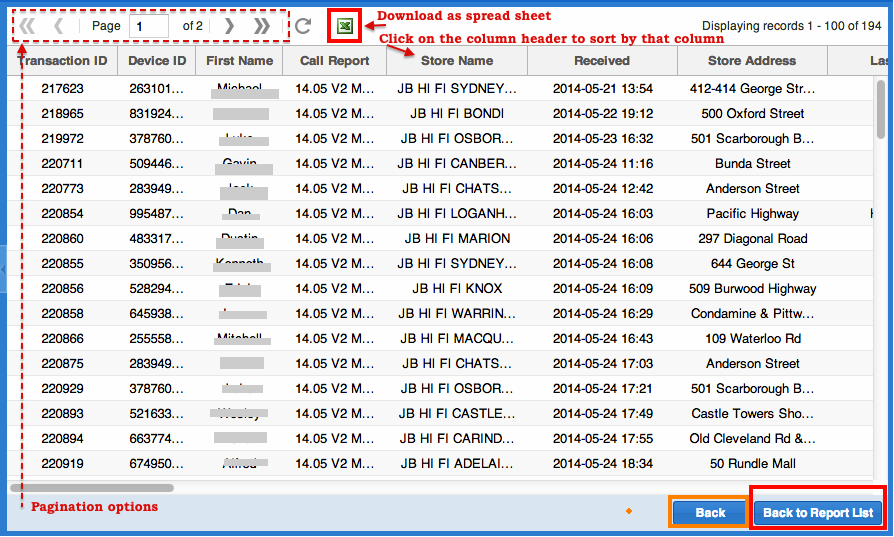 Page 1 of 2 Download as spread sheet Displaying records 1 - 100 of 194
Click on the column header to sort by that column
Transaction ID Device ID First Name Call Report Store Name Received Store Address Las
217623 263101... Michael 14.05 V2 M... JB HI FI SYDNEY... 2014-05-21 13:54 412-414 George Str...
218965 831924... 14.05 V2 M... JB HI FI BONDI 2014-05-22 19:12 500 Oxford Street
219972 378760... 14.05 V2 M... JB HI FI OSBOR... 2014-05-23 16:32 501 Scarborough B...
220711 509446... 14.05 V2 M... JB HI FI CANBER... 2014-05-24 11:16 Bunda Street
220773 283949... 14.05 V2 M... JB HI FI CHATS... 2014-05-24 12:42 Anderson Street
220854 995487... 14.05 V2 M... JB HI FI LOGANH... 2014-05-24 16:03 Pacific Highway
220860 483317... 14.05 V2 M... JB HI FI MARION 2014-05-24 16:06 297 Diagonal Road
220855 350956... 14.05 V2 M... JB HI FI SYDNEY... 2014-05-24 16:08 644 George St
220856 528294... 14.05 V2 M... JB HI FI KNOX 2014-05-24 16:09 509 Burwood Highway
220858 645938... 14.05 V2 M... JB HI FI WARRIN... 2014-05-24 16:29 Condamine & Pittw...
220866 255558... 14.05 V2 M... JB HI FI MACQU... 2014-05-24 16:43 109 Waterloo Rd
220875 283949... 14.05 V2 M... JB HI FI CHATS... 2014-05-24 17:03 Anderson Street
220929 378760... 14.05 V2 M... JB HI FI OSBOR... 2014-05-24 17:21 501 Scarborough B...
220893 521633... 14.05 V2 M... JB HI FI CASTLE... 2014-05-24 17:49 Castle Towers Sho...
220894 663774... 14.05 V2 M... JB HI FI CARIND... 2014-05-24 17:55 Old Cleveland Rd &...
220919 674950... 14.05 V2 M... JB HI FI ADELAI... 2014-05-24 18:34 50 Rundle Mall
Pagination options
Back Back to Report List